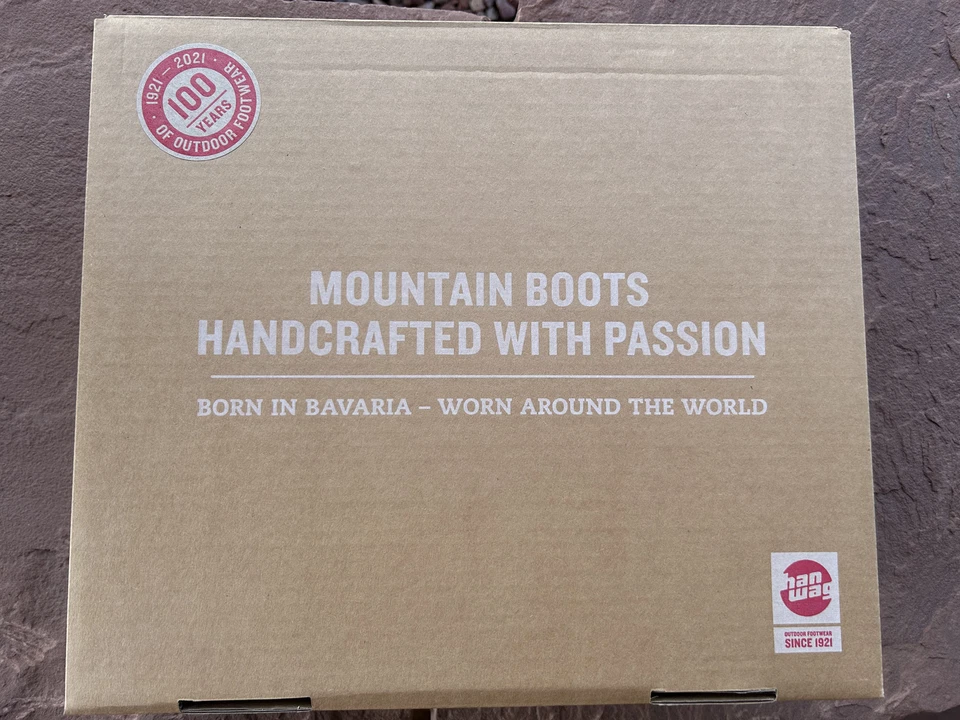 1921 – 2021 ·
100
YEARS
· OF OUTDOOR FOOTWEAR
MOUNTAIN BOOTS
HANDCRAFTED WITH PASSION
BORN IN BAVARIA – WORN AROUND THE WORLD
han
wag
OUTDOOR FOOTWEAR
SINCE 1921